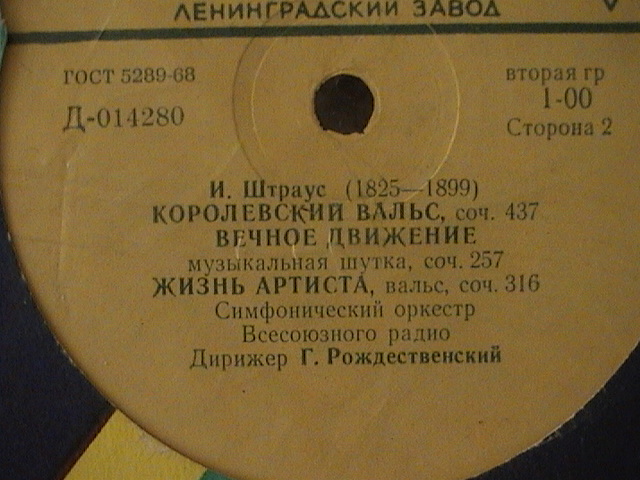 ЛЕНИНГРАДСКИЙ ЗАВОД
ГОСТ 5289-68
Д-014280
вторая гр
1-00
Сторона 2
И. Штраус (1825—1899)
КОРОЛЕВСКИЙ ВАЛЬС, соч. 437
ВЕЧНОЕ ДВИЖЕНИЕ
музыкальная шутка, соч. 257
ЖИЗНЬ АРТИСТА, вальс, соч. 316
Симфонический оркестр
Всесоюзного радио
Дирижер Г. Рождественский